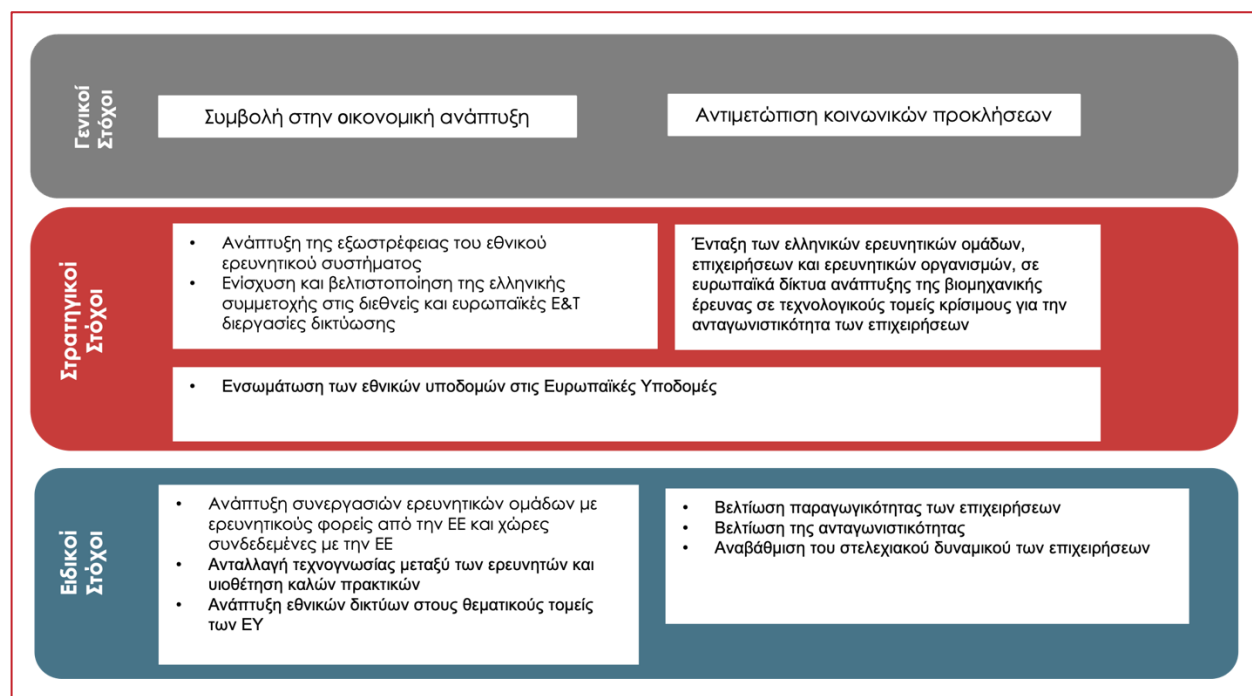 Γενικοί
Στόχοι
Συμβολή στην οικονομική ανάπτυξη
Αντιμετώπιση κοινωνικών προκλήσεων
Στρατηγικοί
Στόχοι
• Ανάπτυξη της εξωστρέφειας του εθνικού
ερευνητικού συστήματος
• Ενίσχυση και βελτιστοποίηση της ελληνικής
συμμετοχής στις διεθνείς και ευρωπαϊκές Ε&Τ
διεργασίες δικτύωσης
Ένταξη των ελληνικών ερευνητικών ομάδων,
επιχειρήσεων και ερευνητικών οργανισμών, σε
ευρωπαϊκά δίκτυα ανάπτυξης της βιομηχανικής
έρευνας σε τεχνολογικούς τομείς κρίσιμους για την
ανταγωνιστικότητα των επιχειρήσεων
• Ενσωμάτωση των εθνικών υποδομών στις Ευρωπαϊκές Υποδομές
Ειδικοί
Στόχοι
• Ανάπτυξη συνεργασιών ερευνητικών ομάδων με
ερευνητικούς φορείς από την ΕΕ και χώρες
συνδεδεμένες με την ΕΕ
• Ανταλλαγή τεχνογνωσίας μεταξύ των ερευνητών και
υιοθέτηση καλών πρακτικών
• Ανάπτυξη εθνικών δικτύων στους θεματικούς τομείς
των ΕΥ
• Βελτίωση παραγωγικότητας των επιχειρήσεων
• Βελτίωση της ανταγωνιστικότητας
• Αναβάθμιση του στελεχιακού δυναμικού των επιχειρήσεων